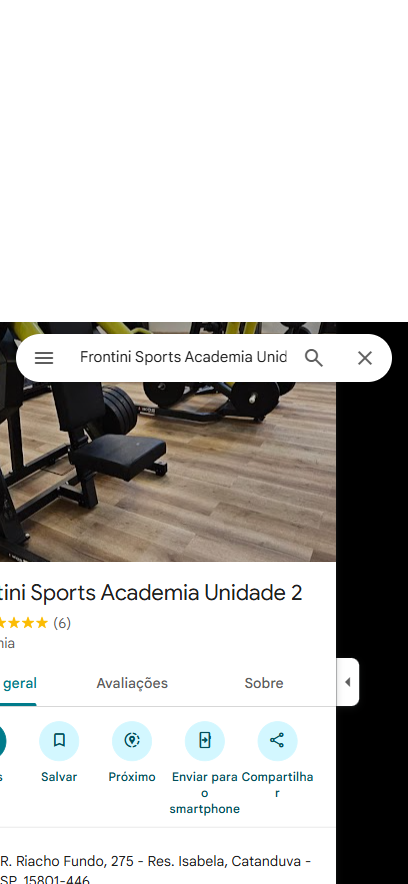 Frontini Sports Academia Unid
tini Sports Academia Unidade 2
(6)
nia
geral Avaliações Sobre
s Salvar Próximo Enviar para o smartphone Compartilhar
R. Riacho Fundo, 275 - Res. Isabela, Catanduva -
SP, 15801-446